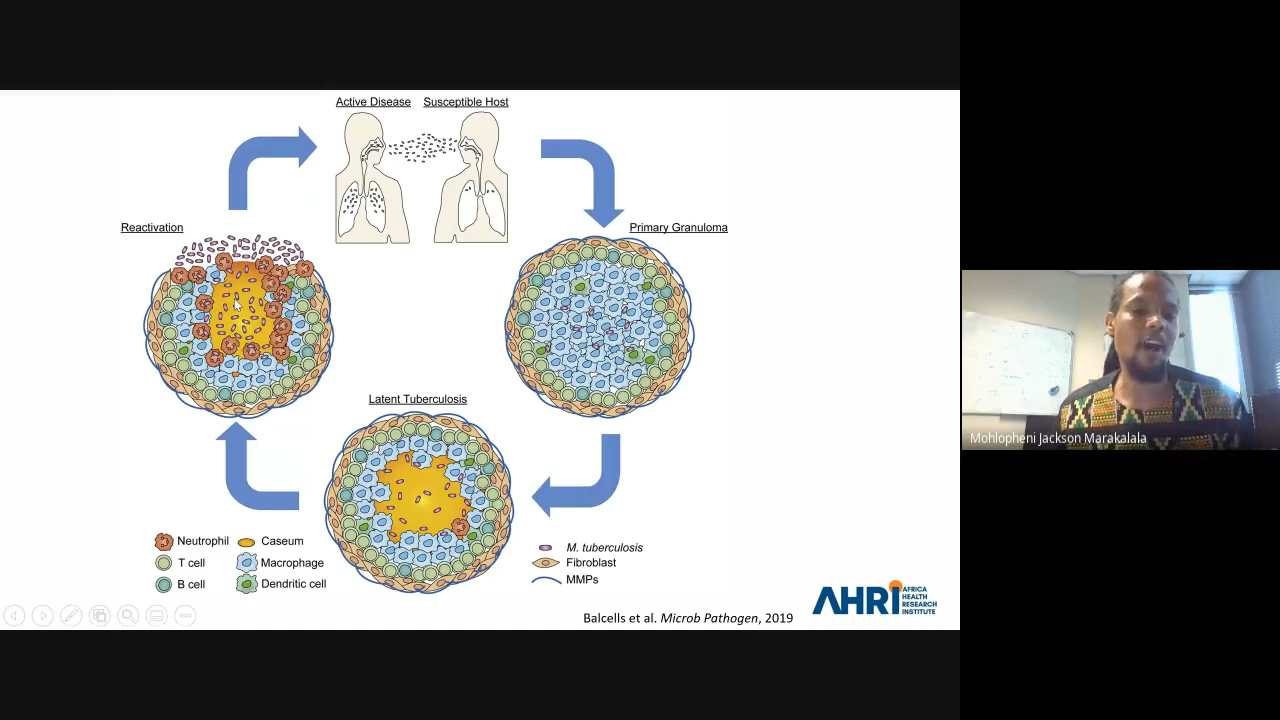 Active Disease
Susceptible Host
Reactivation
Primary Granuloma
Latent Tuberculosis
Neutrophil
Caseum
T cell
Macrophage
B cell
Dendritic cell
M. tuberculosis
Fibroblast
MMPs
Balcells et al. Microb Pathogen, 2019
AHRI
AFRICA
HEALTH
RESEARCH
INSTITUTE
Mohlopheni Jackson Marakalala